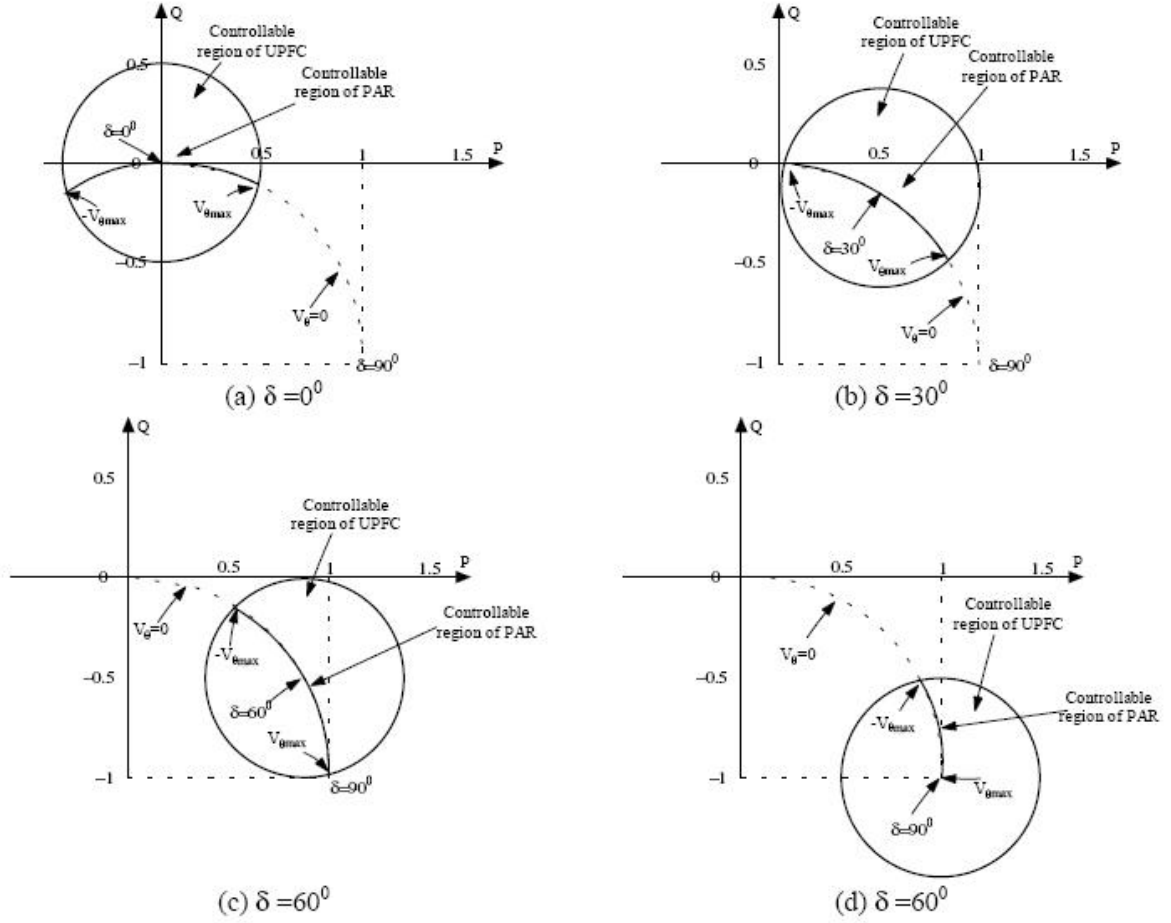 Q
Controllable
region of UPFC
0.5
Controllable
region of PAR
δ=0⁰
0
0.5
1
1.5
P
-Vθmax
Vθmax
−0.5
Vθ=0
−1
δ=90⁰
(a) δ =0⁰
Q
Controllable
region of UPFC
0.5
Controllable
region of PAR
0
0.5
1
1.5
P
-Vθmax
δ=30⁰
Vθmax
−0.5
Vθ=0
−1
δ=90⁰
(b) δ =30⁰
Q
0.5
Controllable
region of UPFC
0
0.5
1
1.5
P
Vθ=0
-Vθmax
Controllable
region of PAR
−0.5
δ=60⁰
Vθmax
−1
δ=90⁰
(c) δ =60⁰
Q
0.5
0
0.5
1
1.5
P
Controllable
region of UPFC
Vθ=0
−0.5
-Vθmax
Controllable
region of PAR
−1
Vθmax
δ=90⁰
(d) δ =60⁰